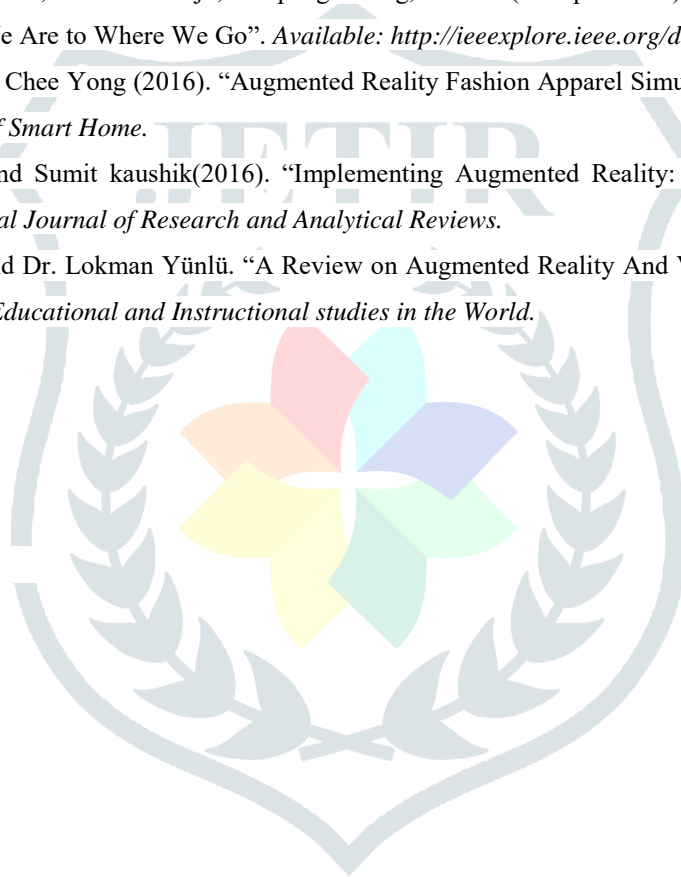 e Are to Where We Go”. Available: http://ieeexplore.ieee.org/d
Chee Yong (2016). “Augmented Reality Fashion Apparel Simu
f Smart Home.
JETIR
nd Sumit kaushik(2016). “Implementing Augmented Reality:
al Journal of Research and Analytical Reviews.
d Dr. Lokman Yünlü. “A Review on Augmented Reality And V
Educational and Instructional studies in the World.